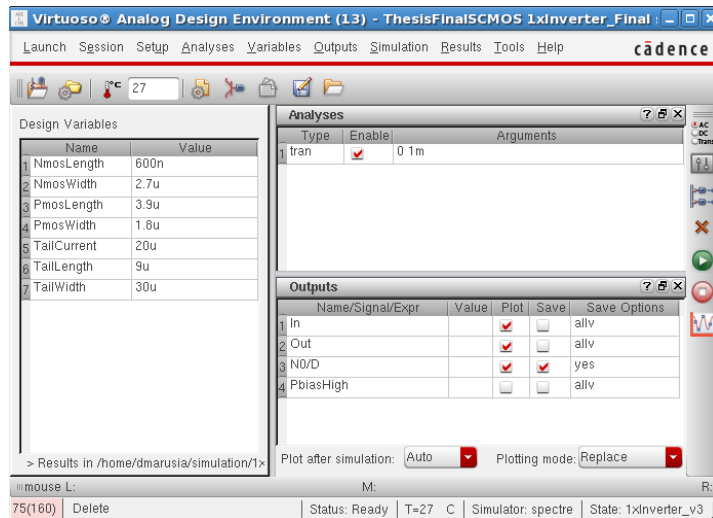 Virtuoso® Analog Design Environment (13) - ThesisFinalSCMOS 1xInverter_Final :
Launch Session Setup Analyses Variables Outputs Simulation Results Tools Help cādence
°C 27
Design Variables
Name Value
1 NmosLength 600n
2 NmosWidth 2.7u
3 PmosLength 3.9u
4 PmosWidth 1.8u
5 TailCurrent 20u
6 TailLength 9u
7 TailWidth 30u
> Results in /home/dmarusia/simulation/1x
Analyses
Type Enable Arguments
1 tran 0 1m
Outputs
Name/Signal/Expr Value Plot Save Save Options
1 In allv
2 Out allv
3 N0/D yes
4 PbiasHigh allv
Plot after simulation: Auto Plotting mode: Replace
AC
DC
Trans
mouse L: M: R:
75(160) Delete Status: Ready T=27 C Simulator: spectre State: 1xInverter_v3